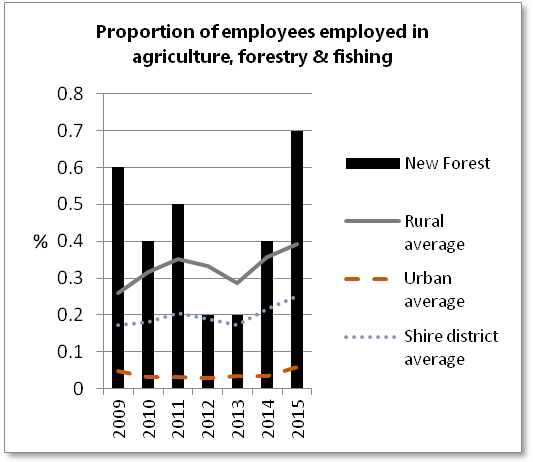 Proportion of employees employed in
agriculture, forestry & fishing
0.8
0.7
0.6
0.5
0.4
0.3
0.2
0.1
0
%
2009
2010
2011
2012
2013
2014
2015
New Forest
Rural
average
Urban
average
Shire district
average